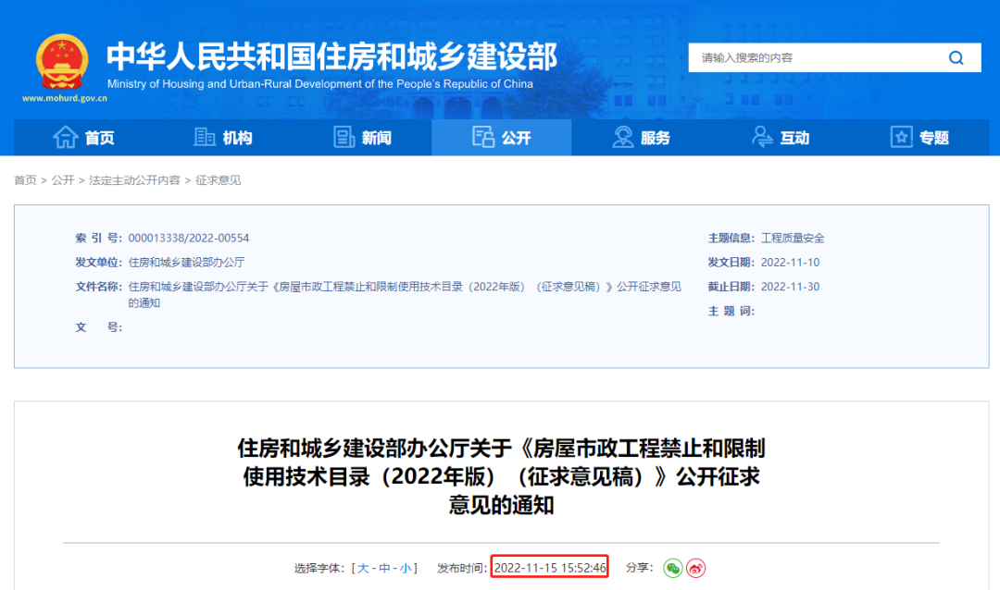 中华人民共和国住房和城乡建设部
Ministry of Housing and Urban-Rural Development of the People's Republic of China
www.mohurd.gov.cn
请输入搜索的内容
首页 机构 新闻 公开 服务 互动 专题
首页 > 公开 > 法定主动公开内容 > 征求意见
索 引 号： 000013338/2022-00554
主题信息： 工程质量安全
发文单位： 住房和城乡建设部办公厅
发文日期： 2022-11-10
文件名称： 住房和城乡建设部办公厅关于《房屋市政工程禁止和限制使用技术目录（2022年版）（征求意见稿）》公开征求意见
的通知
截止日期： 2022-11-30
文 号：
主 题 词：
住房和城乡建设部办公厅关于《房屋市政工程禁止和限制
使用技术目录（2022年版）（征求意见稿）》公开征求
意见的通知
选择字体： [ 大 - 中 - 小 ] 发布时间： 2022-11-15 15:52:46 分享：